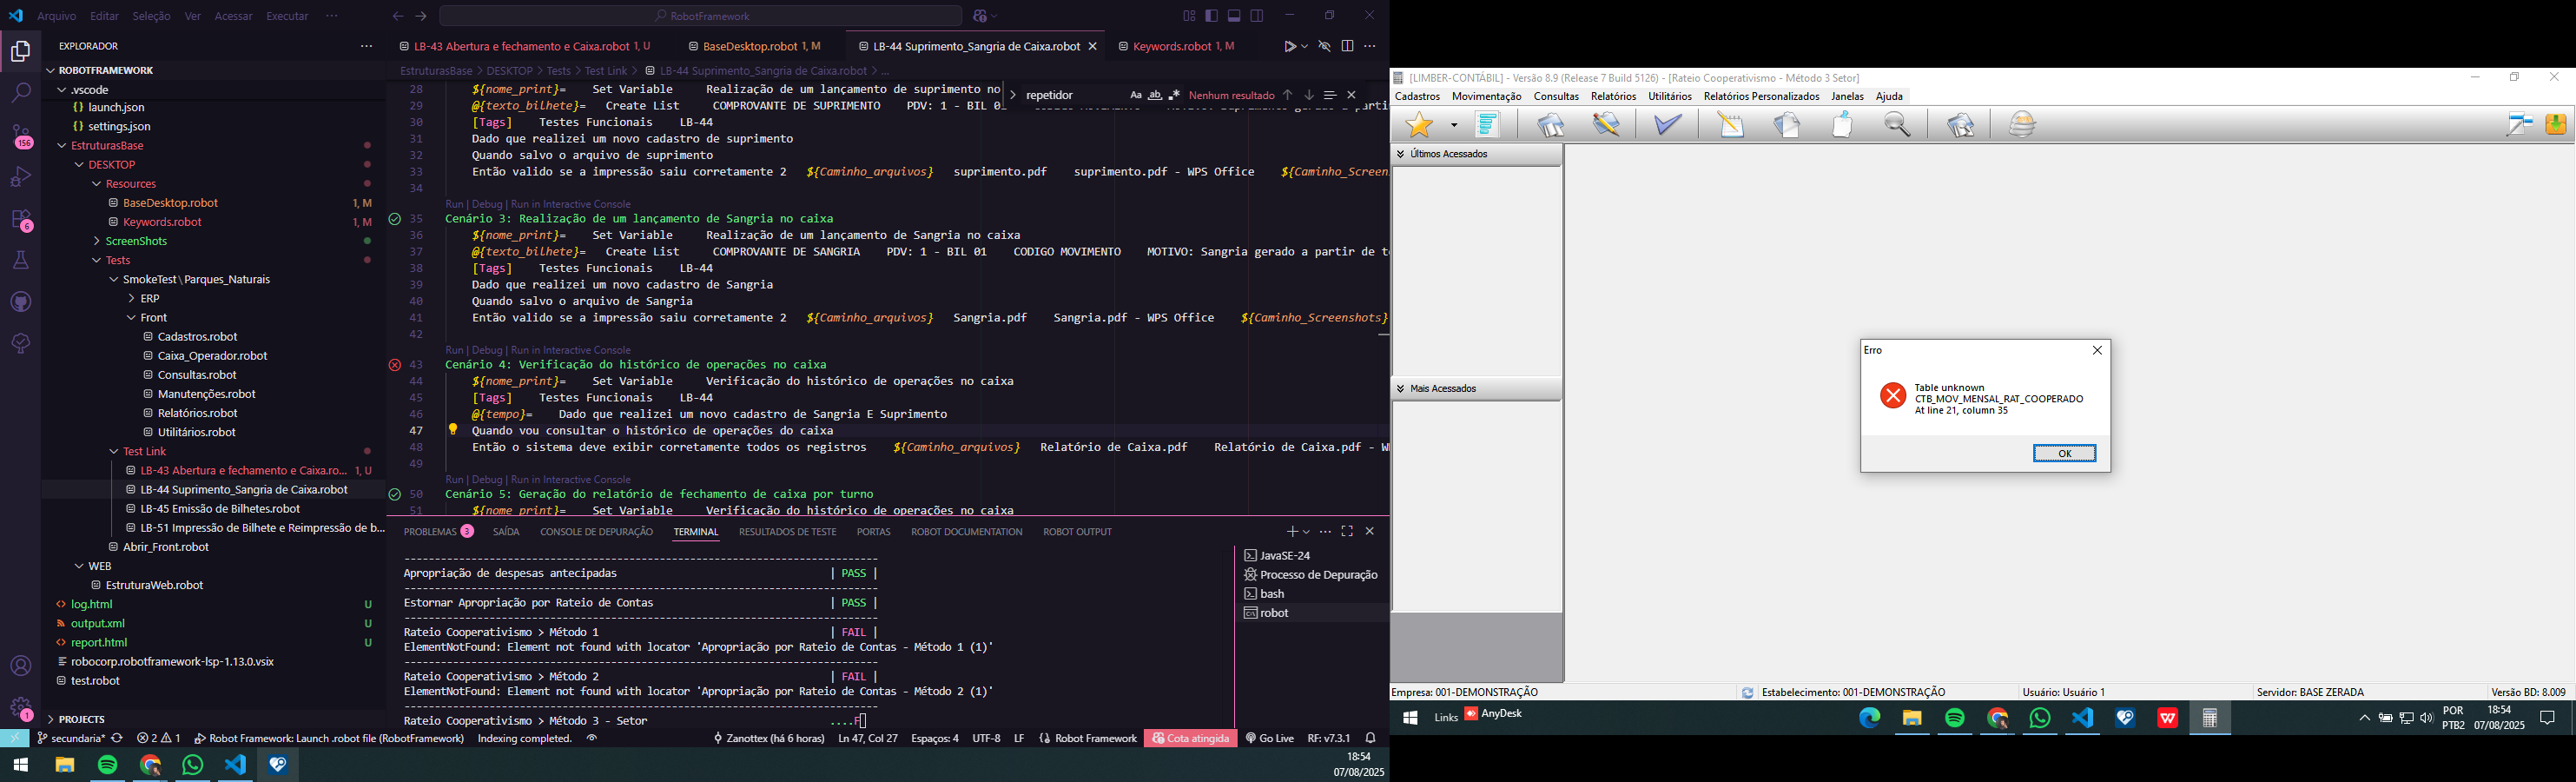 Arquivo Editar Seleção Ver Acessar Executar ···
RobotFramework
EXPLORADOR
ROBOTFRAMEWORK
.vscode
launch.json
settings.json
EstruturasBase
DESKTOP
Resources
BaseDesktop.robot 1, M
Keywords.robot 1, M
ScreenShots
Tests
SmokeTest\Parques_Naturais
ERP
Front
Cadastros.robot
Caixa_Operador.robot
Consultas.robot
Manutenções.robot
Relatórios.robot
Utilitários.robot
Test Link
LB-43 Abertura e fechamento e Caixa.ro... 1, U
LB-44 Suprimento_Sangria de Caixa.robot
LB-45 Emissão de Bilhetes.robot
LB-51 Impressão de Bilhete e Reimpressão de b...
Abrir_Front.robot
WEB
EstruturaWeb.robot
log.html U
output.xml U
report.html U
robocorp.robotframework-lsp-1.13.0.vsix
test.robot
PROJECTS
156
6
1
LB-43 Abertura e fechamento e Caixa.robot 1, U
BaseDesktop.robot 1, M
LB-44 Suprimento_Sangria de Caixa.robot
Keywords.robot 1, M
EstruturasBase > DESKTOP > Tests > Test Link > LB-44 Suprimento_Sangria de Caixa.robot > ...
repetidor Aa ab Nenhum resultado
28 ${nome_print}= Set Variable Realização de um lançamento de suprimento no
29 @{texto_bilhete}= Create List COMPROVANTE DE SUPRIMENTO PDV: 1 - BIL 01
30 [Tags] Testes Funcionais LB-44
31 Dado que realizei um novo cadastro de suprimento
32 Quando salvo o arquivo de suprimento
33 Então valido se a impressão saiu corretamente 2 ${Caminho_arquivos} suprimento.pdf suprimento.pdf - WPS Office ${Caminho_Screen
34
Run | Debug | Run in Interactive Console
35 Cenário 3: Realização de um lançamento de Sangria no caixa
36 ${nome_print}= Set Variable Realização de um lançamento de Sangria no caixa
37 @{texto_bilhete}= Create List COMPROVANTE DE SANGRIA PDV: 1 - BIL 01 CODIGO MOVIMENTO MOTIVO: Sangria gerado a partir de t
38 [Tags] Testes Funcionais LB-44
39 Dado que realizei um novo cadastro de Sangria
40 Quando salvo o arquivo de Sangria
41 Então valido se a impressão saiu corretamente 2 ${Caminho_arquivos} Sangria.pdf Sangria.pdf - WPS Office ${Caminho_Screenshots}
42
Run | Debug | Run in Interactive Console
43 Cenário 4: Verificação do histórico de operações no caixa
44 ${nome_print}= Set Variable Verificação do histórico de operações no caixa
45 [Tags] Testes Funcionais LB-44
46 @{tempo}= Dado que realizei um novo cadastro de Sangria E Suprimento
47 Quando vou consultar o histórico de operações do caixa
48 Então o sistema deve exibir corretamente todos os registros ${Caminho_arquivos} Relatório de Caixa.pdf Relatório de Caixa.pdf - W
49
Run | Debug | Run in Interactive Console
50 Cenário 5: Geração do relatório de fechamento de caixa por turno
51 ${nome_print}= Set Variable Verificação do histórico de operações no caixa
PROBLEMAS 3 SAÍDA CONSOLE DE DEPURAÇÃO TERMINAL RESULTADOS DE TESTE PORTAS ROBOT DOCUMENTATION ROBOT OUTPUT
------------------------------------------------------------------------------
Apropriação de despesas antecipadas | PASS |
------------------------------------------------------------------------------
Estornar Apropriação por Rateio de Contas | PASS |
------------------------------------------------------------------------------
Rateio Cooperativismo > Método 1 | FAIL |
ElementNotFound: Element not found with locator 'Apropriação por Rateio de Contas - Método 1 (1)'
------------------------------------------------------------------------------
Rateio Cooperativismo > Método 2 | FAIL |
ElementNotFound: Element not found with locator 'Apropriação por Rateio de Contas - Método 2 (1)'
------------------------------------------------------------------------------
Rateio Cooperativismo > Método 3 - Setor ....F
JavaSE-24
Processo de Depuração
bash
robot
secundaria* 2 1 Robot Framework: Launch .robot file (RobotFramework) Indexing completed.
Zanottex (há 6 horas) Ln 47, Col 27 Espaços: 4 UTF-8 LF Robot Framework Cota atingida Go Live RF: v7.3.1
18:54
07/08/2025
[LIMBER-CONTÁBIL] - Versão 8.9 (Release 7 Build 5126) - [Rateio Cooperativismo - Método 3 Setor]
Cadastros Movimentação Consultas Relatórios Utilitários Relatórios Personalizados Janelas Ajuda
Últimos Acessados
Mais Acessados
Erro
Table unknown
CTB_MOV_MENSAL_RAT_COOPERADO
At line 21, column 35
OK
Empresa: 001-DEMONSTRAÇÃO Estabelecimento: 001-DEMONSTRAÇÃO Usuário: Usuário 1 Servidor: BASE ZERADA Versão BD: 8.009
Links AnyDesk
POR
PTB2
18:54
07/08/2025